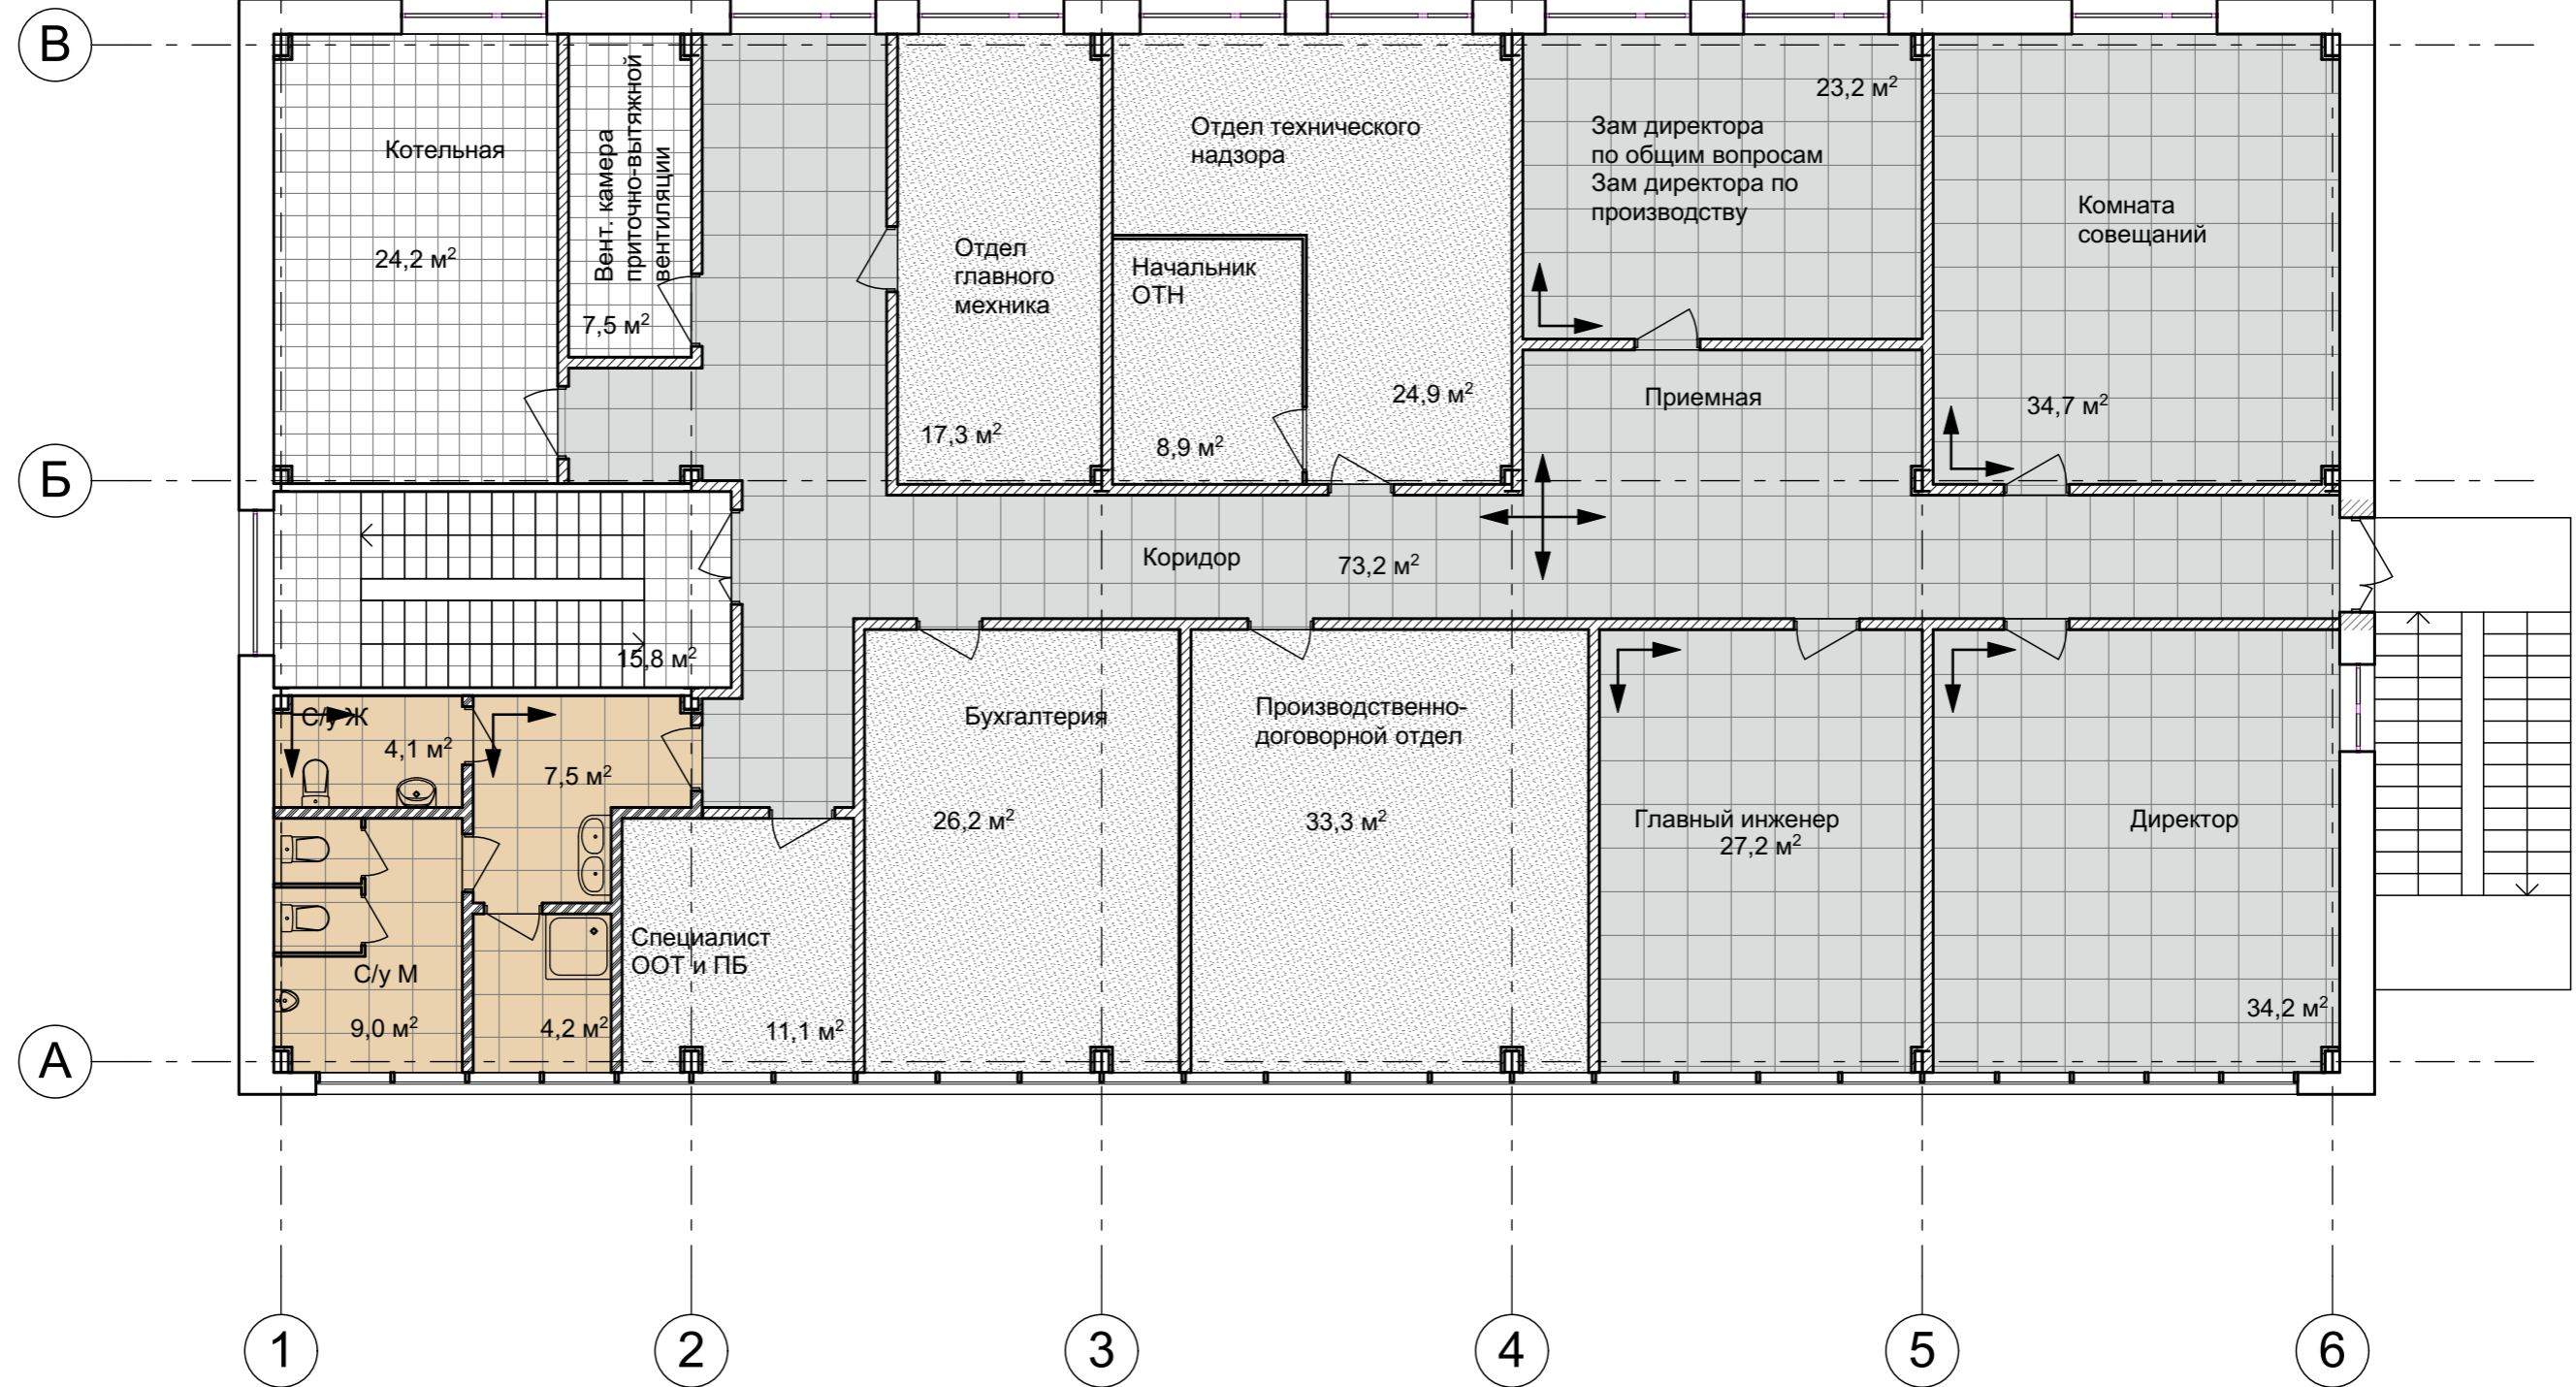 В
Котельная
24,2 м²
Вент. камера
приточно-вытяжной
вентиляции
7,5 м²
Отдел
главного
мехника
17,3 м²
Отдел технического
надзора
24,9 м²
Начальник
ОТН
8,9 м²
23,2 м²
Зам директора
по общим вопросам
Зам директора по
производству
Приемная
Комната
совещаний
34,7 м²
Б
Коридор
73,2 м²
15,8 м²
С/у Ж
4,1 м²
7,5 м²
С/у М
9,0 м²
4,2 м²
Специалист
ООТ и ПБ
11,1 м²
Бухгалтерия
26,2 м²
Производственно-
договорной отдел
33,3 м²
Главный инженер
27,2 м²
Директор
34,2 м²
А
1
2
3
4
5
6